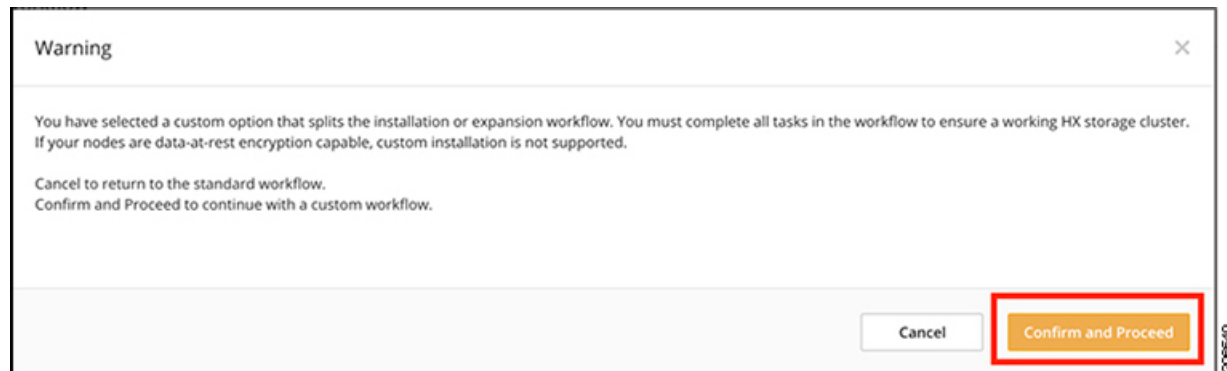 Warning
You have selected a custom option that splits the installation or expansion workflow. You must complete all tasks in the workflow to ensure a working HX storage cluster.
If your nodes are data-at-rest encryption capable, custom installation is not supported.
Cancel to return to the standard workflow.
Confirm and Proceed to continue with a custom workflow.
Cancel
Confirm and Proceed